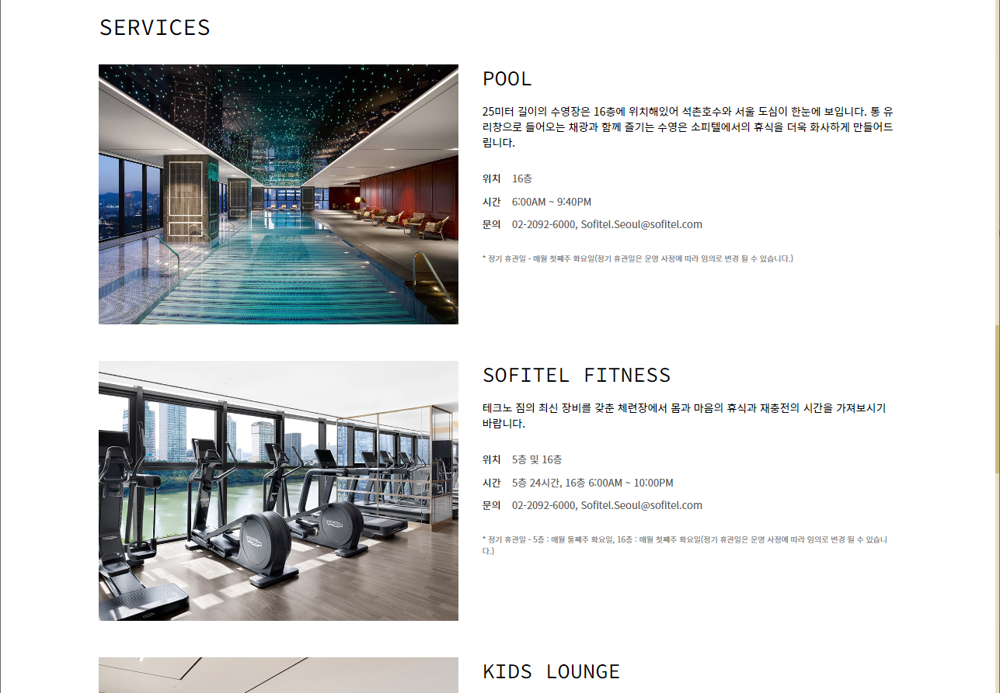 SERVICES
POOL
25미터 길이의 수영장은 16층에 위치해있어 석촌호수와 서울 도심이 한눈에 보입니다. 통 유
리창으로 들어오는 채광과 함께 즐기는 수영은 소피텔에서의 휴식을 더욱 화사하게 만들어드
립니다.
위치 16층
시간 6:00AM ~ 9:40PM
문의 02-2092-6000, Sofitel.Seoul@sofitel.com
* 정기 휴관일 - 매월 첫째주 화요일(정기 휴관일은 운영 사정에 따라 임의로 변경 될 수 있습니다.)
SOFITEL FITNESS
테크노 짐의 최신 장비를 갖춘 체련장에서 몸과 마음의 휴식과 재충전의 시간을 가져보시기
바랍니다.
위치 5층 및 16층
시간 5층 24시간, 16층 6:00AM ~ 10:00PM
문의 02-2092-6000, Sofitel.Seoul@sofitel.com
* 정기 휴관일 - 5층 : 매월 둘째주 화요일, 16층 : 매월 첫째주 화요일(정기 휴관일은 운영 사정에 따라 임의로 변경 될 수 있습니
다.)
KIDS LOUNGE